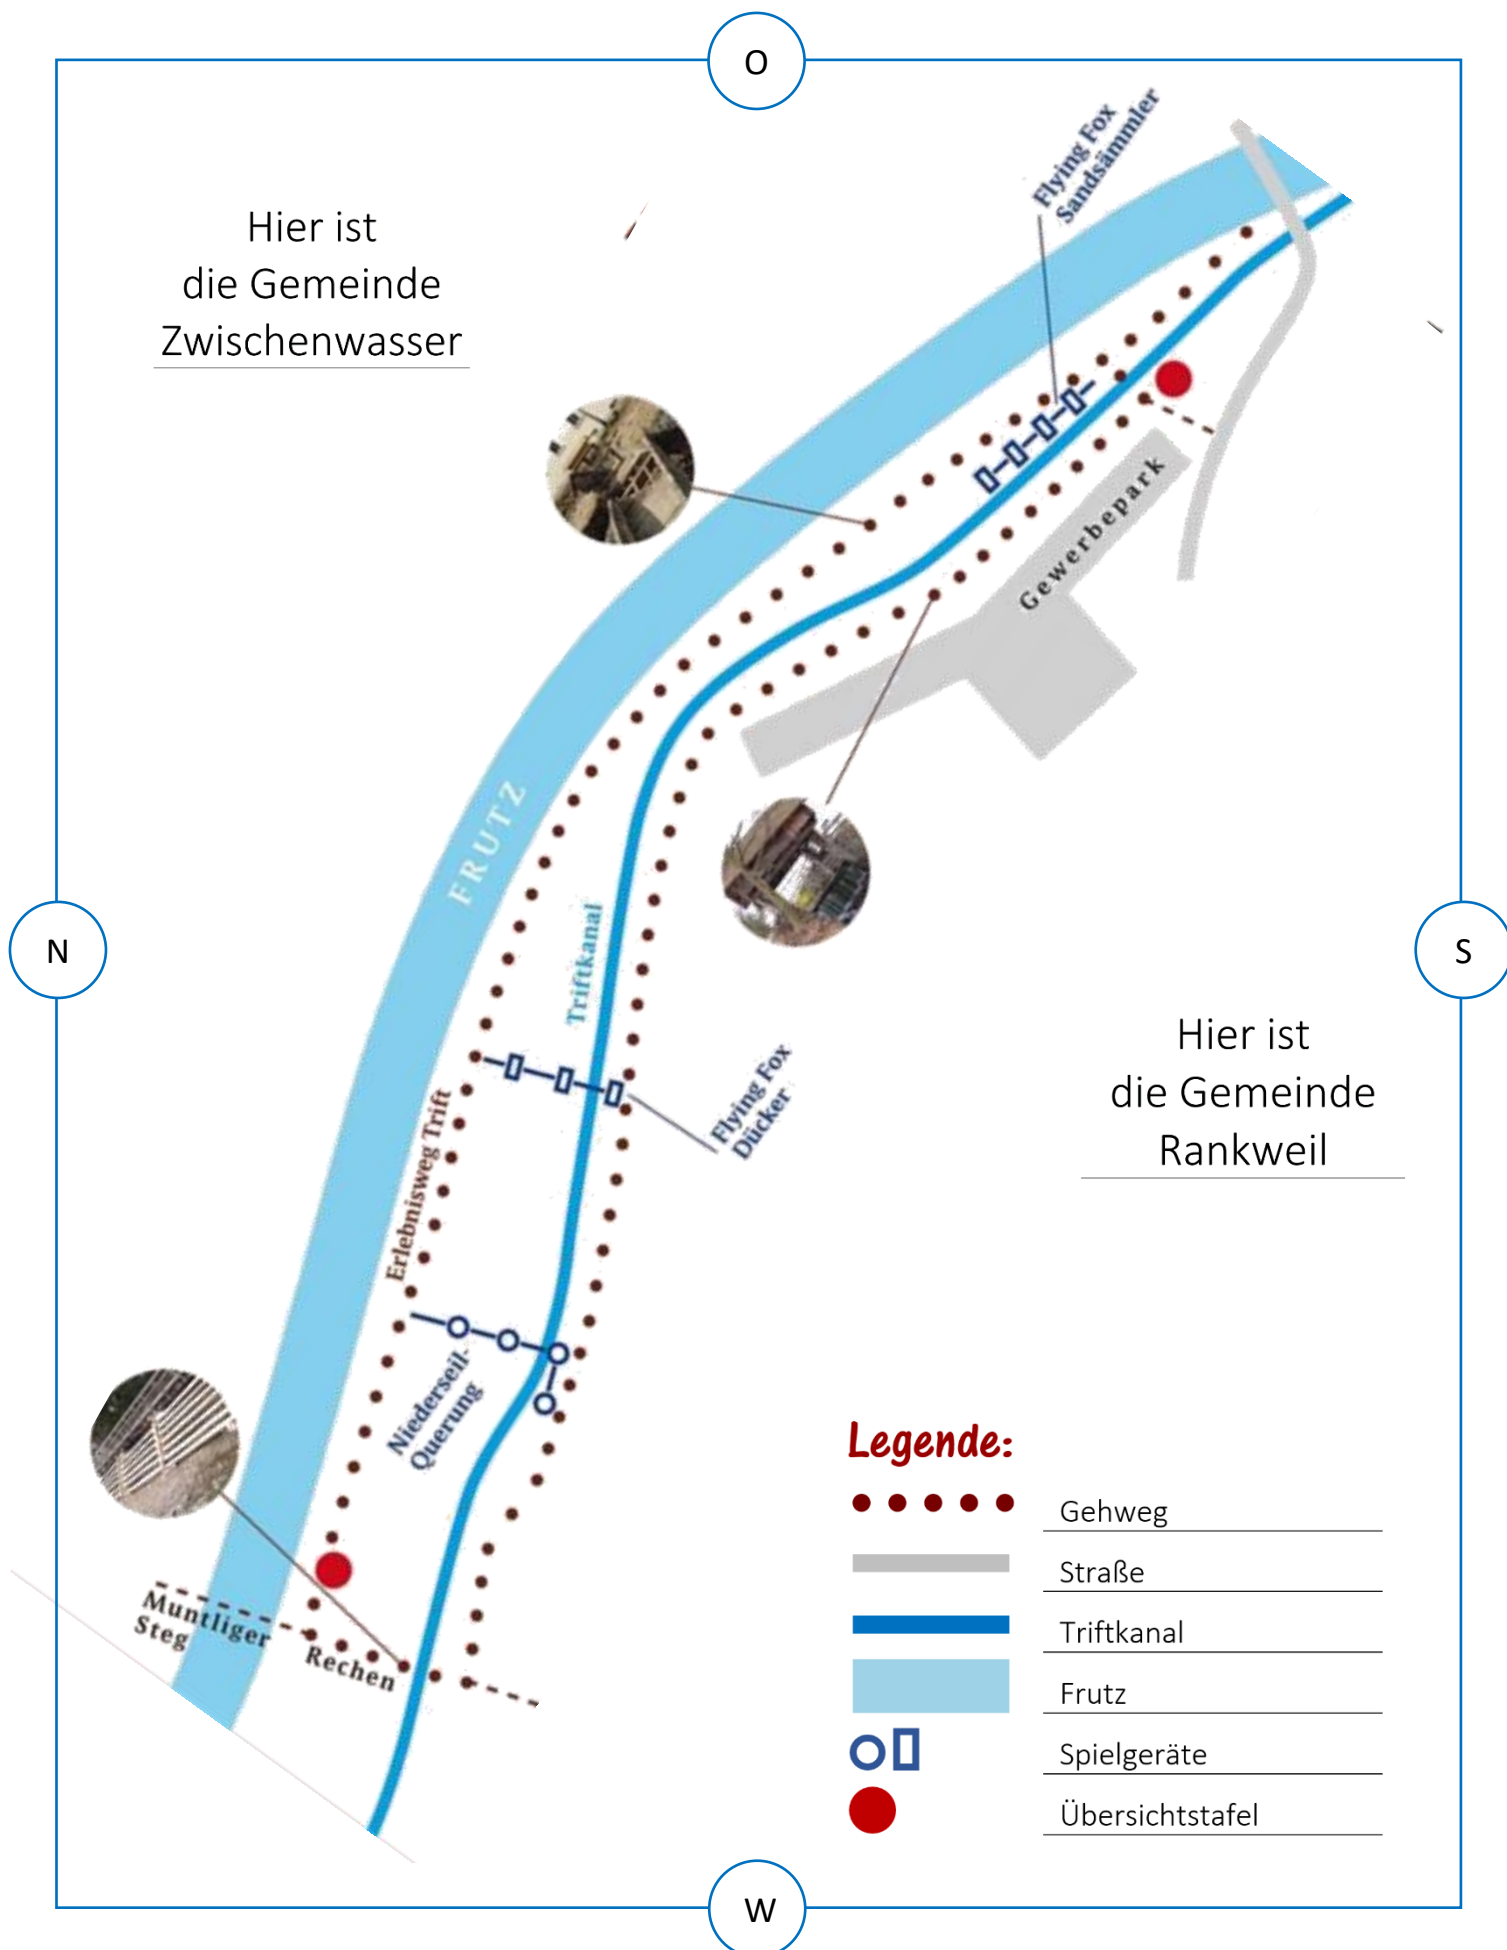 O
Flying Fox
Sandsämmler
Hier ist
die Gemeinde
Zwischenwasser
Gewerbepark
FRUTZ
Triftkanal
N
S
Hier ist
die Gemeinde
Rankweil
Flying Fox
Dücker
Erlebnisweg Trift
Niederseil-
Querung
Muntliger
Steg
Rechen
Legende:
Gehweg
Straße
Triftkanal
Frutz
Spielgeräte
Übersichtstafel
W